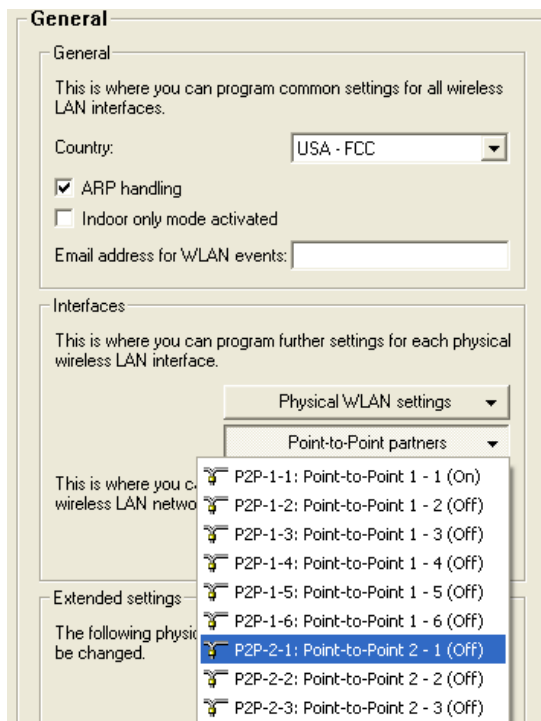 General
General
This is where you can program common settings for all wireless
LAN interfaces.
Country:
USA - FCC
ARP handling
Indoor only mode activated
Email address for WLAN events:
Interfaces
This is where you can program further settings for each physical
wireless LAN interface.
Physical WLAN settings
Point-to-Point partners
This is where you
wireless LAN
P2P-1-1: Point-to-Point 1 - 1 (On)
P2P-1-2: Point-to-Point 1 - 2 (Off)
P2P-1-3: Point-to-Point 1 - 3 (Off)
P2P-1-4: Point-to-Point 1 - 4 (Off)
P2P-1-5: Point-to-Point 1 - 5 (Off)
P2P-1-6: Point-to-Point 1 - 6 (Off)
P2P-2-1: Point-to-Point 2 - 1 (Off)
P2P-2-2: Point-to-Point 2 - 2 (Off)
P2P-2-3: Point-to-Point 2 - 3 (Off)
Extended settings
The following
be changed.